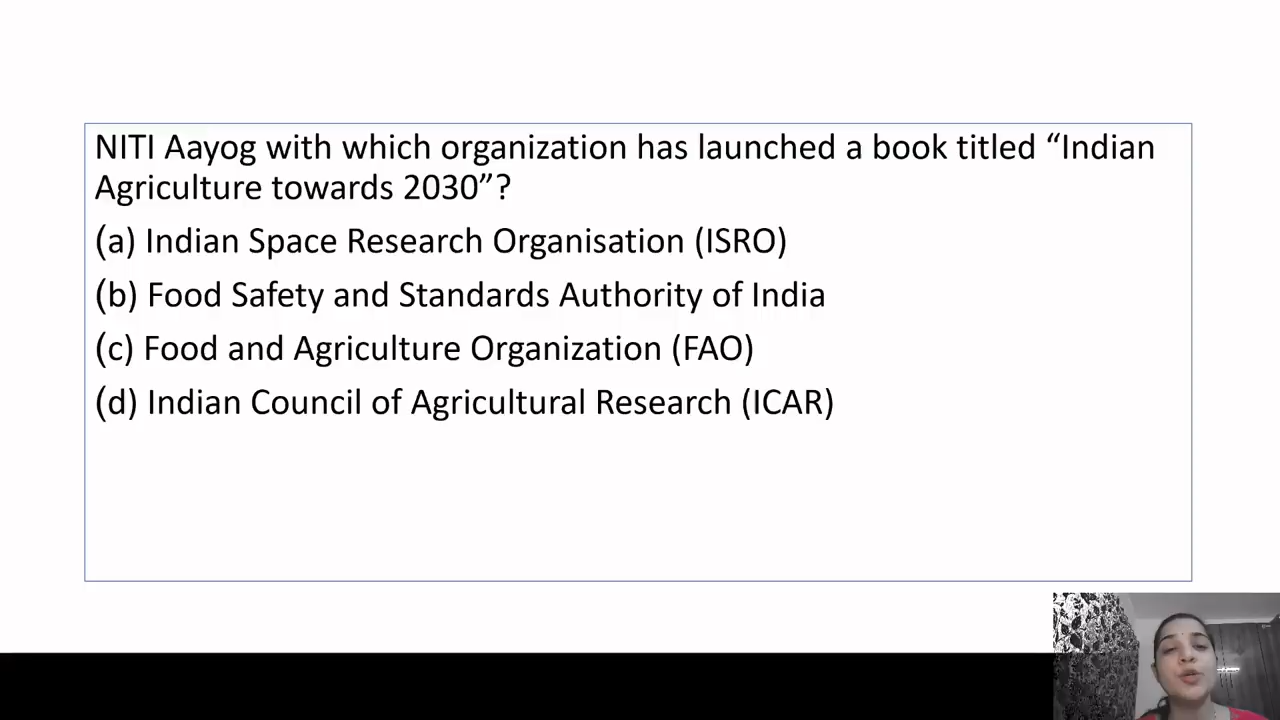 NITI Aayog with which organization has launched a book titled “Indian
Agriculture towards 2030”?
(a) Indian Space Research Organisation (ISRO)
(b) Food Safety and Standards Authority of India
(c) Food and Agriculture Organization (FAO)
(d) Indian Council of Agricultural Research (ICAR)